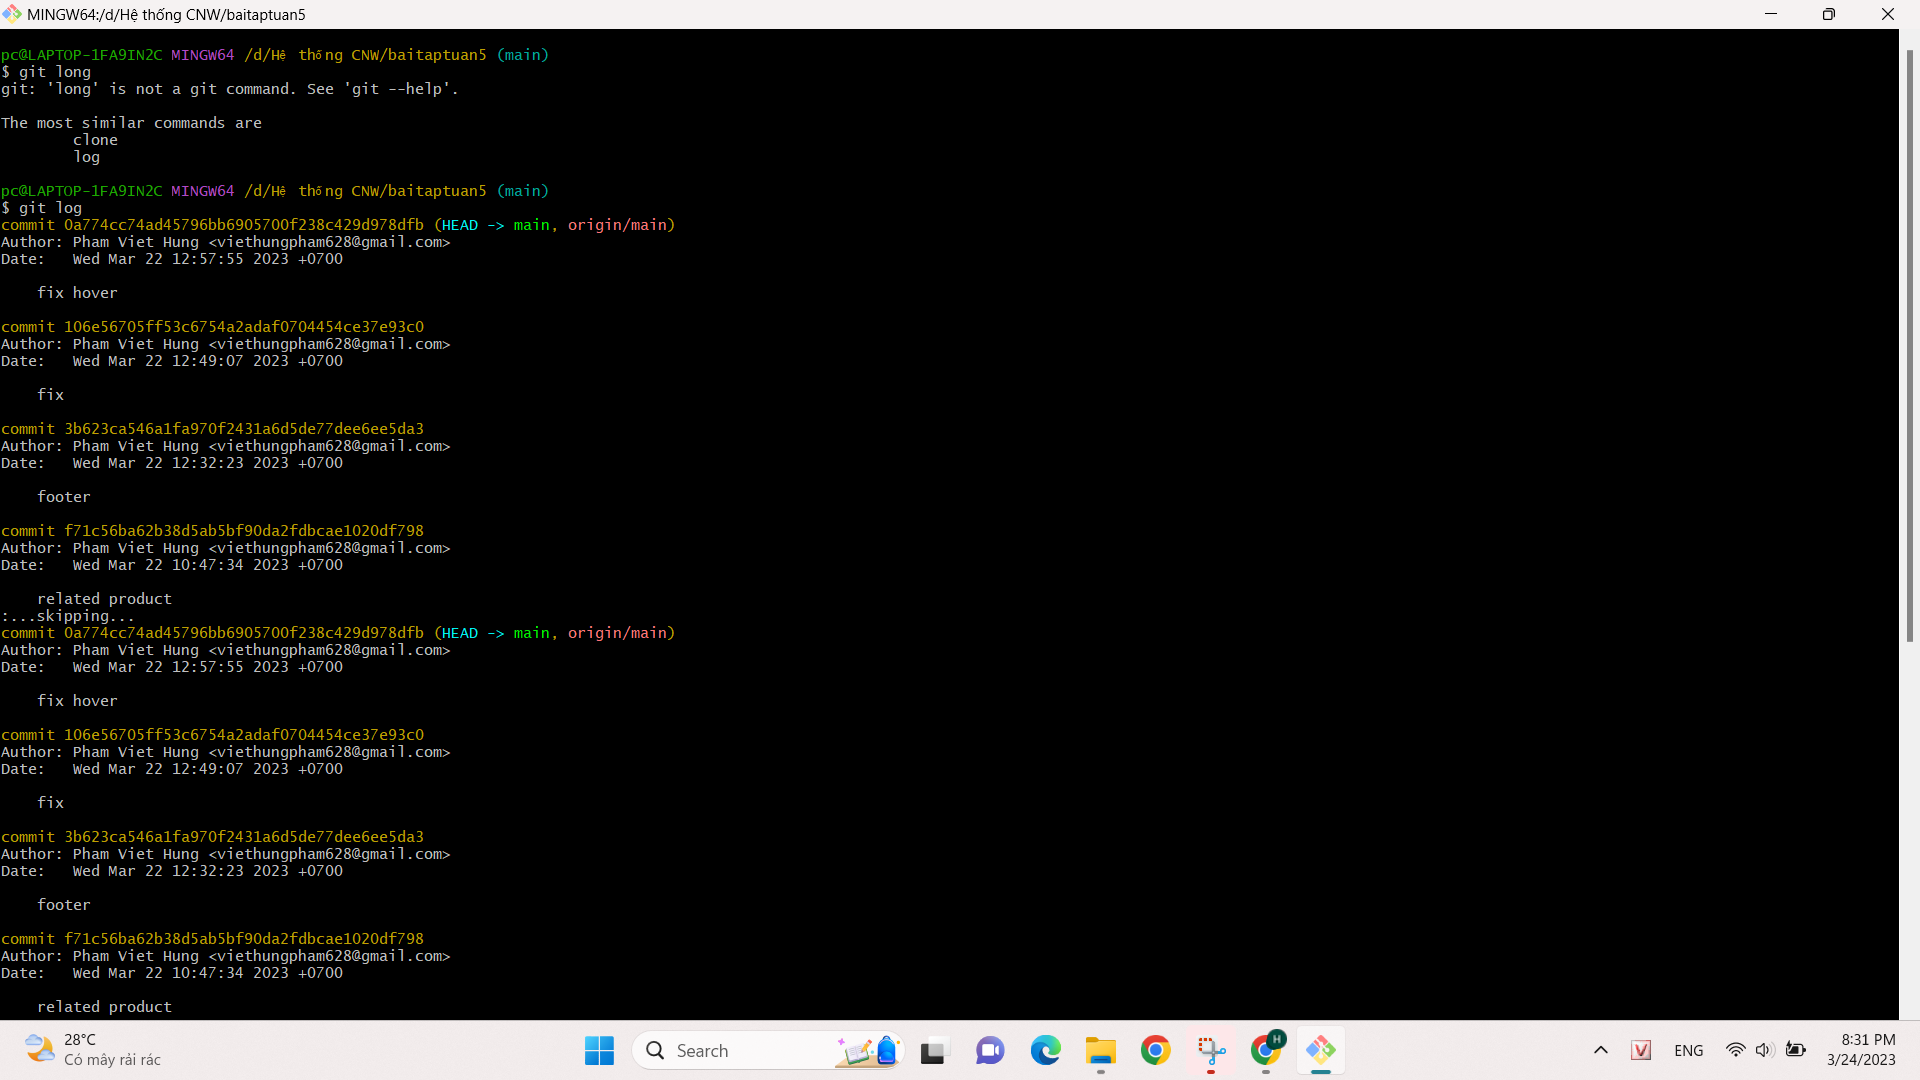 MINGW64:/d/Hệ thống CNW/baitaptuan5
pc@LAPTOP-1FA9IN2C MINGW64 /d/Hệ thống CNW/baitaptuan5 (main)
$ git long
git: 'long' is not a git command. See 'git --help'.
The most similar commands are
clone
log
pc@LAPTOP-1FA9IN2C MINGW64 /d/Hệ thống CNW/baitaptuan5 (main)
$ git log
commit 0a774cc74ad45796bb6905700f238c429d978dfb (HEAD -> main, origin/main)
Author: Pham Viet Hung <viethungpham628@gmail.com>
Date:   Wed Mar 22 12:57:55 2023 +0700
fix hover
commit 106e56705ff53c6754a2adaf0704454ce37e93c0
Author: Pham Viet Hung <viethungpham628@gmail.com>
Date:   Wed Mar 22 12:49:07 2023 +0700
fix
commit 3b623ca546a1fa970f2431a6d5de77dee6ee5da3
Author: Pham Viet Hung <viethungpham628@gmail.com>
Date:   Wed Mar 22 12:32:23 2023 +0700
footer
commit f71c56ba62b38d5ab5bf90da2fdbcae1020df798
Author: Pham Viet Hung <viethungpham628@gmail.com>
Date:   Wed Mar 22 10:47:34 2023 +0700
related product
:...skipping...
commit 0a774cc74ad45796bb6905700f238c429d978dfb (HEAD -> main, origin/main)
Author: Pham Viet Hung <viethungpham628@gmail.com>
Date:   Wed Mar 22 12:57:55 2023 +0700
fix hover
commit 106e56705ff53c6754a2adaf0704454ce37e93c0
Author: Pham Viet Hung <viethungpham628@gmail.com>
Date:   Wed Mar 22 12:49:07 2023 +0700
fix
commit 3b623ca546a1fa970f2431a6d5de77dee6ee5da3
Author: Pham Viet Hung <viethungpham628@gmail.com>
Date:   Wed Mar 22 12:32:23 2023 +0700
footer
commit f71c56ba62b38d5ab5bf90da2fdbcae1020df798
Author: Pham Viet Hung <viethungpham628@gmail.com>
Date:   Wed Mar 22 10:47:34 2023 +0700
related product
28°C
Có mây rải rác
Search
H
V
ENG
8:31 PM
3/24/2023